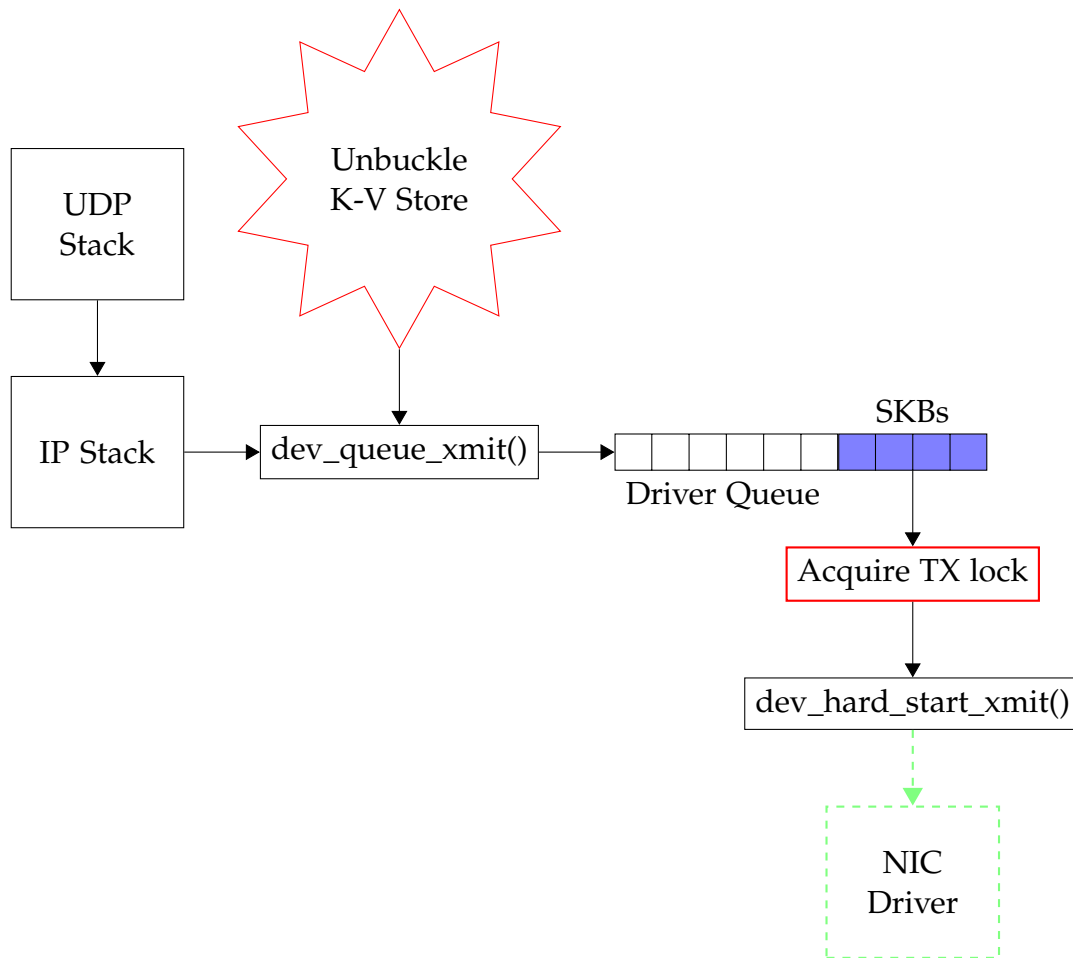 Unbuckle
K-V Store
UDP
Stack
IP Stack
dev_queue_xmit()
SKBs
Driver Queue
Acquire TX lock
dev_hard_start_xmit()
NIC
Driver